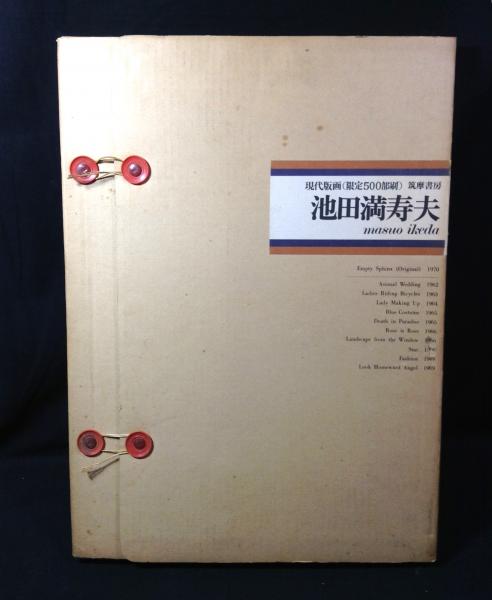 現代版画(限定500部刷) 筑摩書房
池田満寿夫
masuo ikeda
Empty Sphinx (Original) 1970
Animal Wedding 1962
Ladies Riding Bicycles 1963
Lady Making Up 1964
Blue Costume 1965
Death in Paradise 1965
Rose is Rose 1966
Landscape from the Window 1966
Fashion 1969
Look Homeward Angel 1969